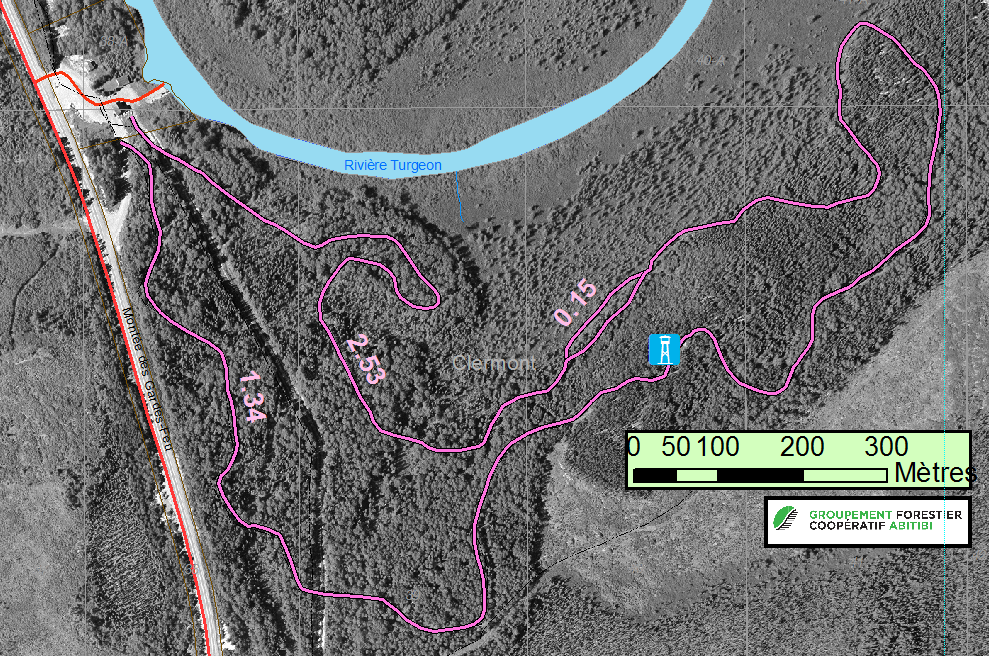 Rivière Turgeon
0.15
Montée des Gardes-Feu
2.53
Clermont
1.34
0 50 100 200 300
Mètres
GROUPEMENT FORESTIER
COOPÉRATIF ABITIBI